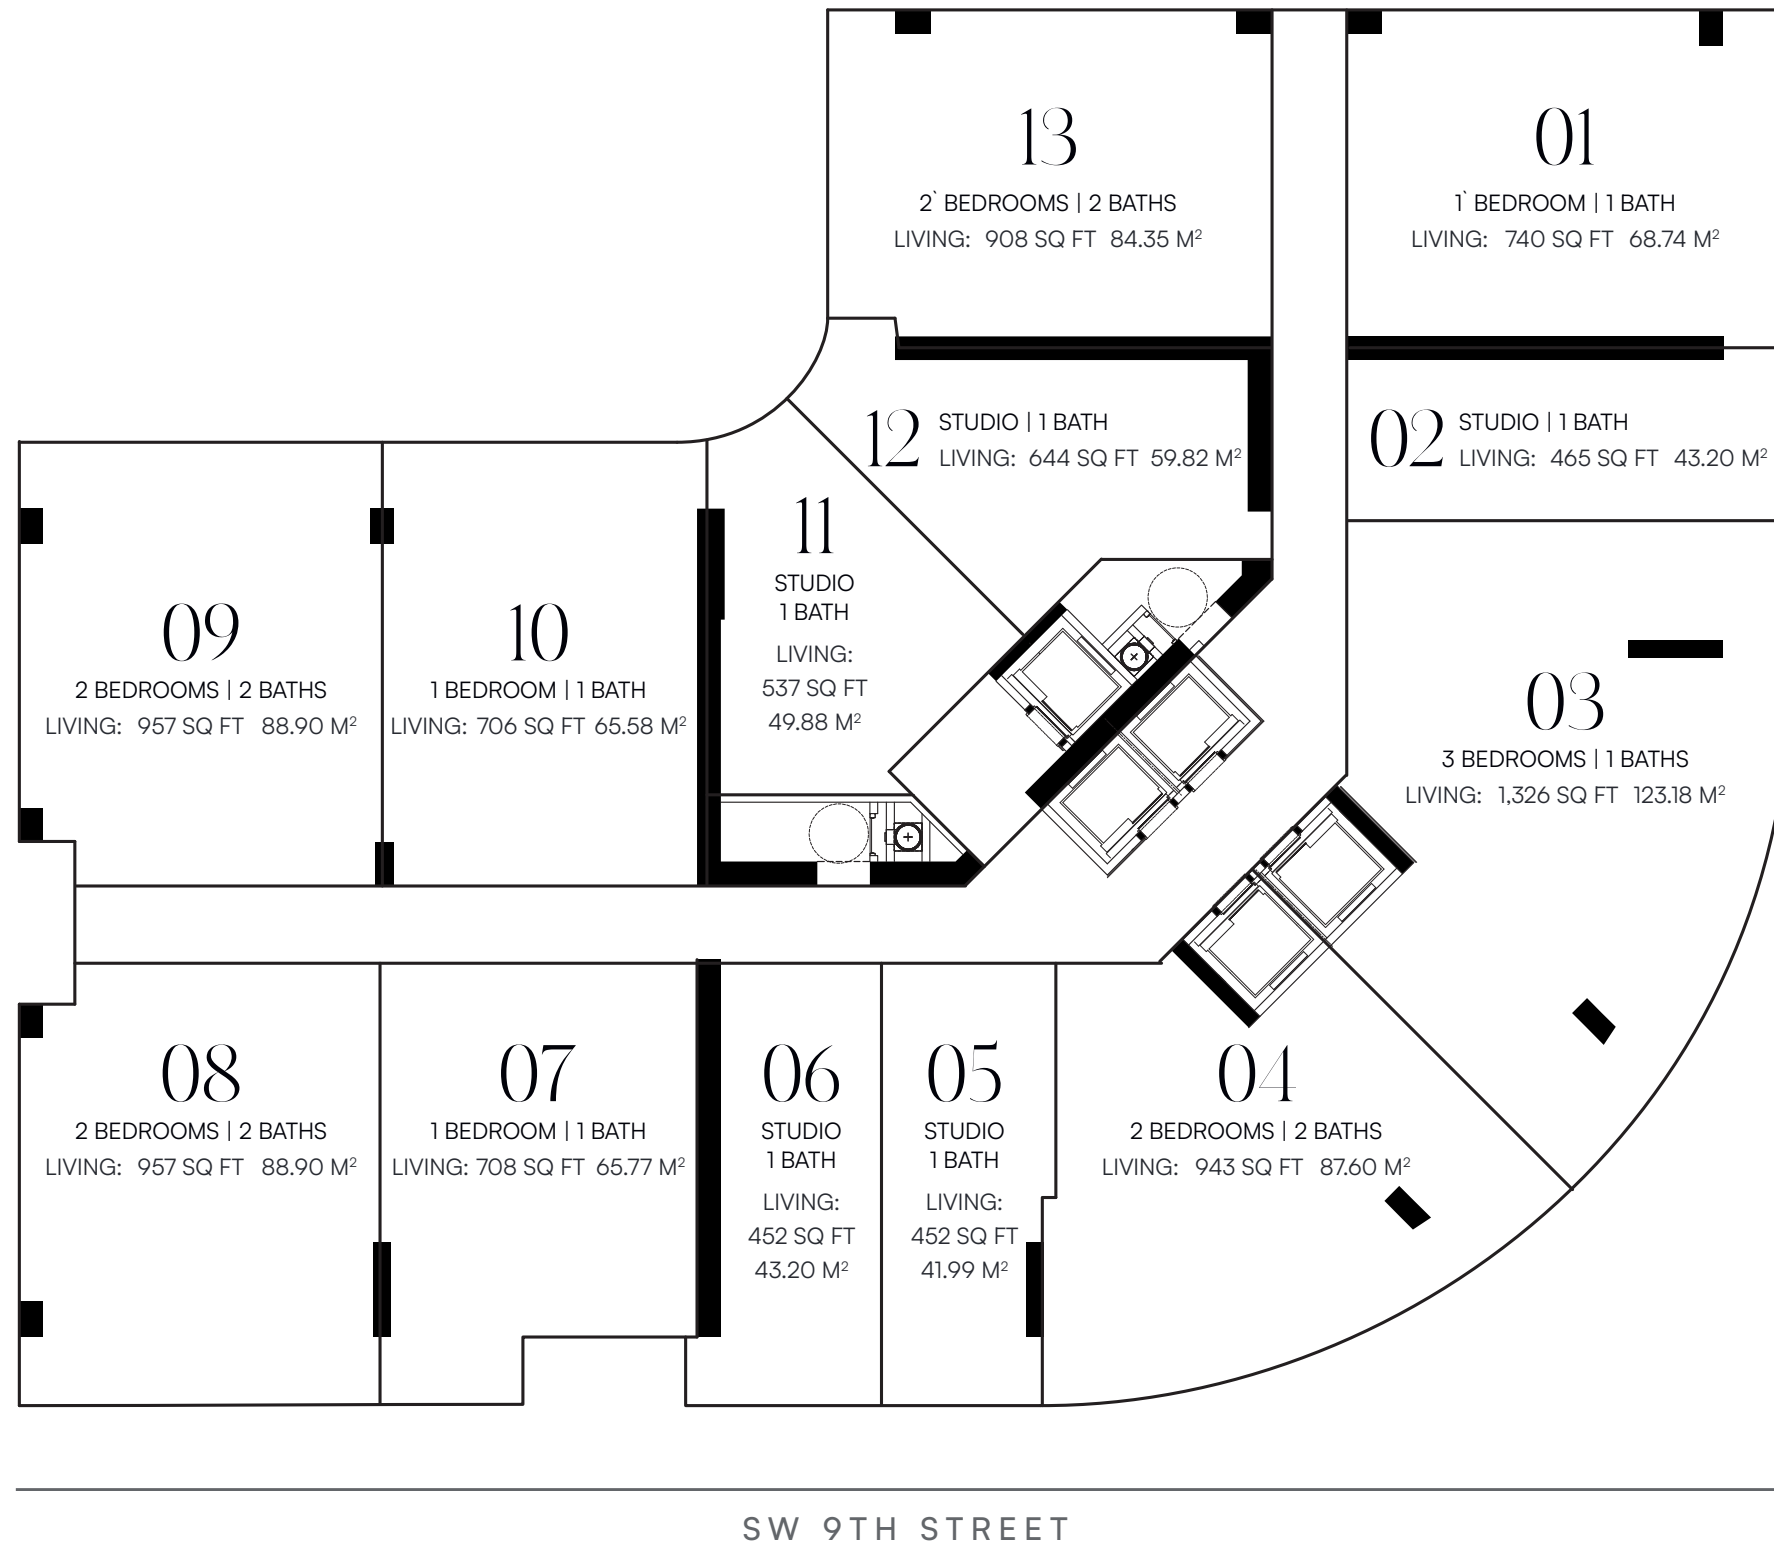 13
2` BEDROOMS | 2 BATHS
LIVING: 908 SQ FT 84.35 M²
01
1` BEDROOM | 1 BATH
LIVING: 740 SQ FT 68.74 M²
12
STUDIO | 1 BATH
LIVING: 644 SQ FT 59.82 M²
02
STUDIO | 1 BATH
LIVING: 465 SQ FT 43.20 M²
11
STUDIO
1 BATH
LIVING:
537 SQ FT
49.88 M²
09
2 BEDROOMS | 2 BATHS
LIVING: 957 SQ FT 88.90 M²
10
1 BEDROOM | 1 BATH
LIVING: 706 SQ FT 65.58 M²
03
3 BEDROOMS | 1 BATHS
LIVING: 1,326 SQ FT 123.18 M²
08
2 BEDROOMS | 2 BATHS
LIVING: 957 SQ FT 88.90 M²
07
1 BEDROOM | 1 BATH
LIVING: 708 SQ FT 65.77 M²
06
STUDIO
1 BATH
LIVING:
452 SQ FT
43.20 M²
05
STUDIO
1 BATH
LIVING:
452 SQ FT
41.99 M²
04
2 BEDROOMS | 2 BATHS
LIVING: 943 SQ FT 87.60 M²
SW 9TH STREET